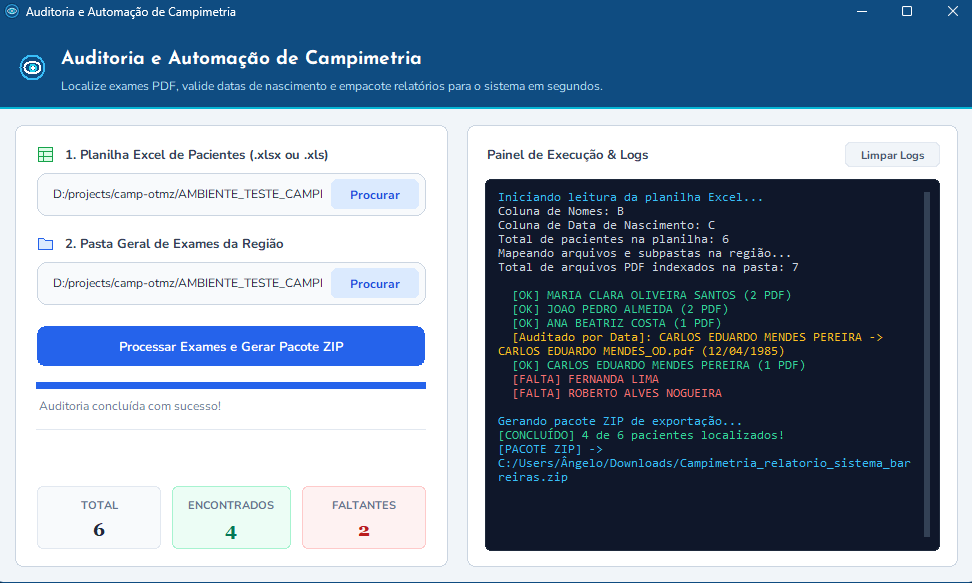 Auditoria e Automação de Campimetria
Auditoria e Automação de Campimetria
Localize exames PDF, valide datas de nascimento e empacote relatórios para o sistema em segundos.
1. Planilha Excel de Pacientes (.xlsx ou .xls)
D:/projects/camp-otmz/AMBIENTE_TESTE_CAMPI
Procurar
2. Pasta Geral de Exames da Região
D:/projects/camp-otmz/AMBIENTE_TESTE_CAMPI
Procurar
Processar Exames e Gerar Pacote ZIP
Auditoria concluída com sucesso!
TOTAL
6
ENCONTRADOS
4
FALTANTES
2
Painel de Execução & Logs
Limpar Logs
Iniciando leitura da planilha Excel...
Coluna de Nomes: B
Coluna de Data de Nascimento: C
Total de pacientes na planilha: 6
Mapeando arquivos e subpastas na região...
Total de arquivos PDF indexados na pasta: 7
[OK] MARIA CLARA OLIVEIRA SANTOS (2 PDF)
[OK] JOAO PEDRO ALMEIDA (2 PDF)
[OK] ANA BEATRIZ COSTA (1 PDF)
[Auditado por Data]: CARLOS EDUARDO MENDES PEREIRA ->
CARLOS EDUARDO MENDES_OD.pdf (12/04/1985)
[OK] CARLOS EDUARDO MENDES PEREIRA (1 PDF)
[FALTA] FERNANDA LIMA
[FALTA] ROBERTO ALVES NOGUEIRA
Gerando pacote ZIP de exportação...
[CONCLUÍDO] 4 de 6 pacientes localizados!
[PACOTE ZIP] ->
C:/Users/Ângelo/Downloads/Campimetria_relatorio_sistema_bar
reiras.zip